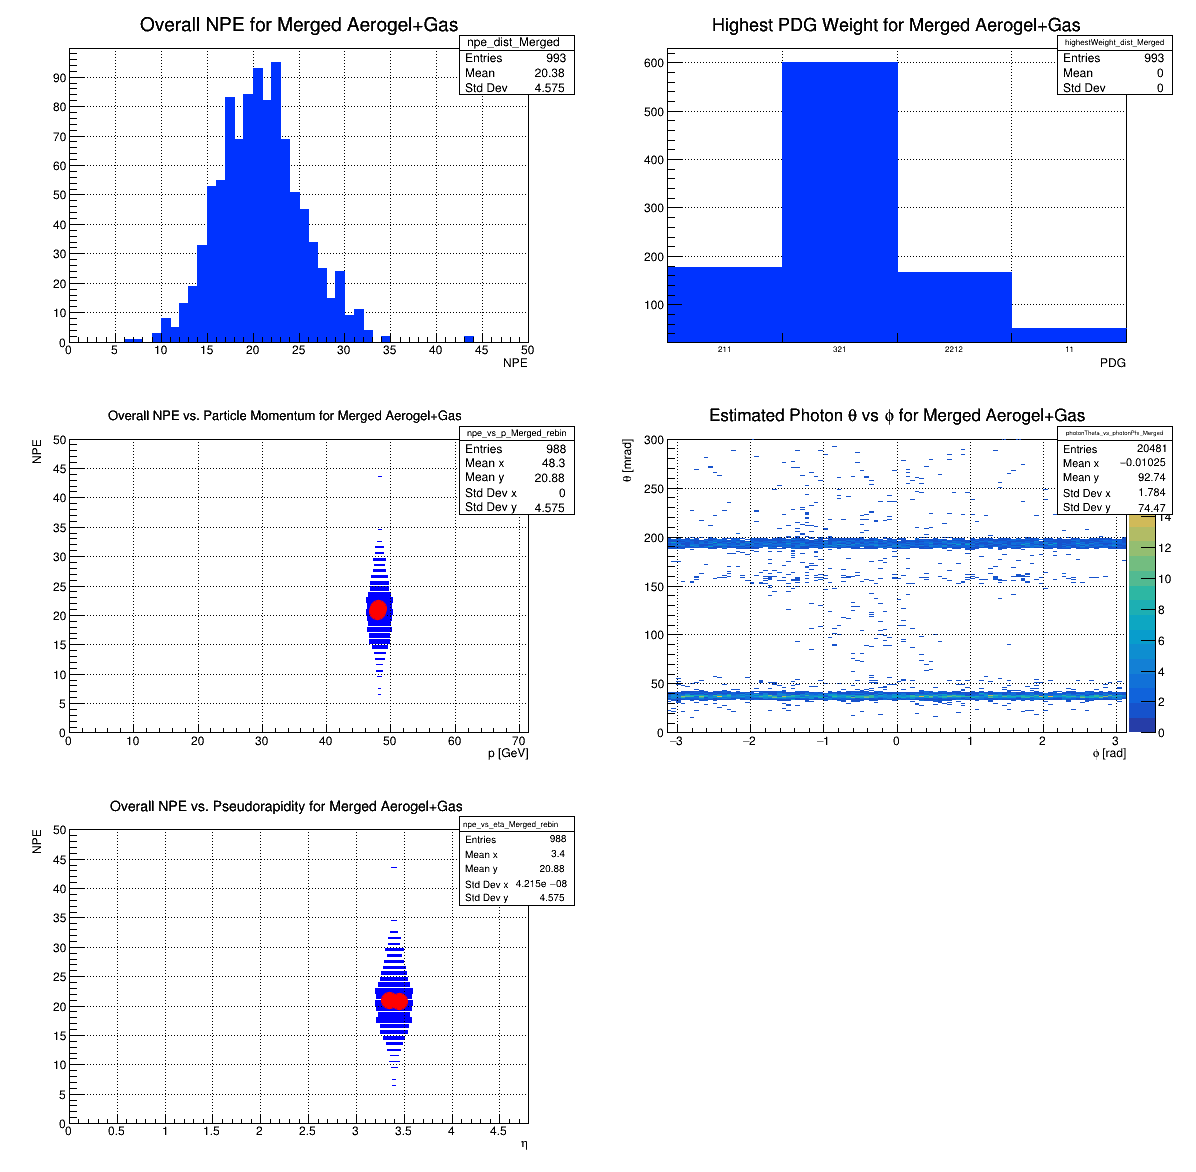 Overall NPE for Merged Aerogel+Gas
npe_dist_Merged
Entries 993
Mean 20.38
Std Dev 4.575
90
80
70
60
50
40
30
20
10
0
0 5 10 15 20 25 30 35 40 45 50
NPE
Highest PDG Weight for Merged Aerogel+Gas
highestWeight_dist_Merged
Entries 993
Mean 0
Std Dev 0
600
500
400
300
200
100
211 321 2212 11
PDG
Overall NPE vs. Particle Momentum for Merged Aerogel+Gas
npe_vs_p_Merged_rebin
Entries 988
Mean x 48.3
Mean y 20.88
Std Dev x 0
Std Dev y 4.575
NPE
50
45
40
35
30
25
20
15
10
5
0
0 10 20 30 40 50 60 70
p [GeV]
Estimated Photon θ vs ϕ for Merged Aerogel+Gas
photonTheta_vs_photonPhi_Merged
Entries 20481
Mean x −0.01025
Mean y 92.74
Std Dev x 1.784
Std Dev y 74.47
θ [mrad]
300
250
200
150
100
50
0
−3 −2 −1 0 1 2 3
ϕ [rad]
14
12
10
8
6
4
2
0
Overall NPE vs. Pseudorapidity for Merged Aerogel+Gas
npe_vs_eta_Merged_rebin
Entries 988
Mean x 3.4
Mean y 20.88
Std Dev x 4.215e −08
Std Dev y 4.575
NPE
50
45
40
35
30
25
20
15
10
5
0
0 0.5 1 1.5 2 2.5 3 3.5 4 4.5
η